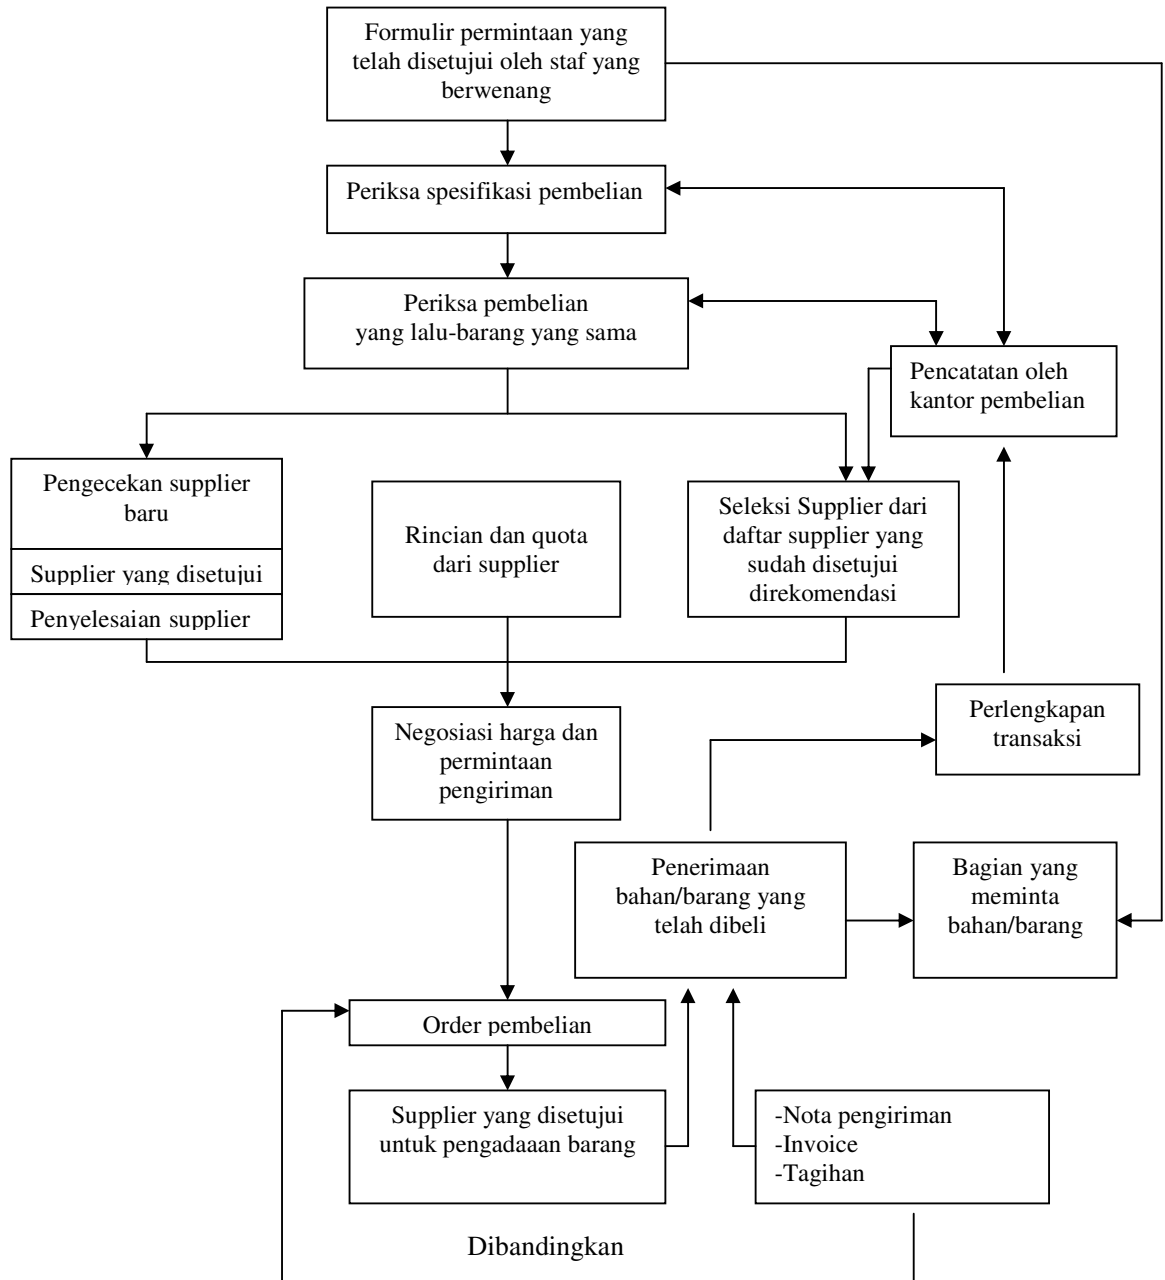 Formulir permintaan yang
telah disetujui oleh staf yang
berwenang
Periksa spesifikasi pembelian
Periksa pembelian
yang lalu-barang yang sama
Pencatatan oleh
kantor pembelian
Pengecekan supplier
baru
Supplier yang disetujui
Penyelesaian supplier
Rincian dan quota
dari supplier
Seleksi Supplier dari
daftar supplier yang
sudah disetujui
direkomendasi
Perlengkapan
transaksi
Negosiasi harga dan
permintaan
pengiriman
Penerimaan
bahan/barang yang
telah dibeli
Bagian yang
meminta
bahan/barang
Order pembelian
Supplier yang disetujui
untuk pengadaaan barang
-Nota pengiriman
-Invoice
-Tagihan
Dibandingkan